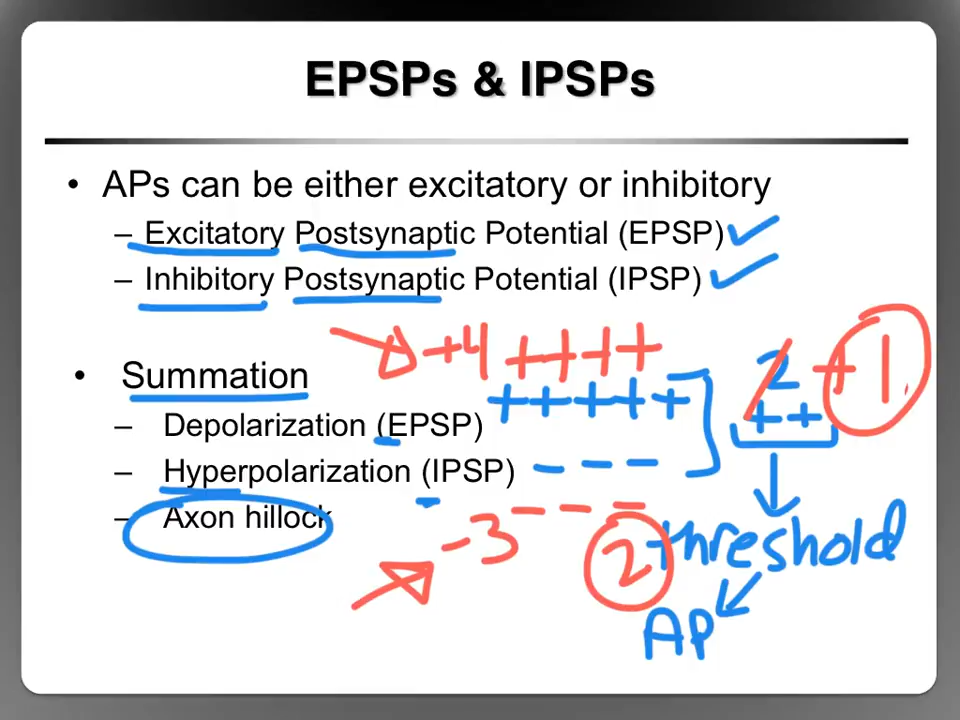 EPSPs & IPSPs
• APs can be either excitatory or inhibitory
– Excitatory Postsynaptic Potential (EPSP)
– Inhibitory Postsynaptic Potential (IPSP)
+4 ++++
• Summation
+++++
2 +1
++
– Depolarization (EPSP)
– Hyperpolarization (IPSP) – – –
– Axon hillock
-3 – – –
2 threshold
AP